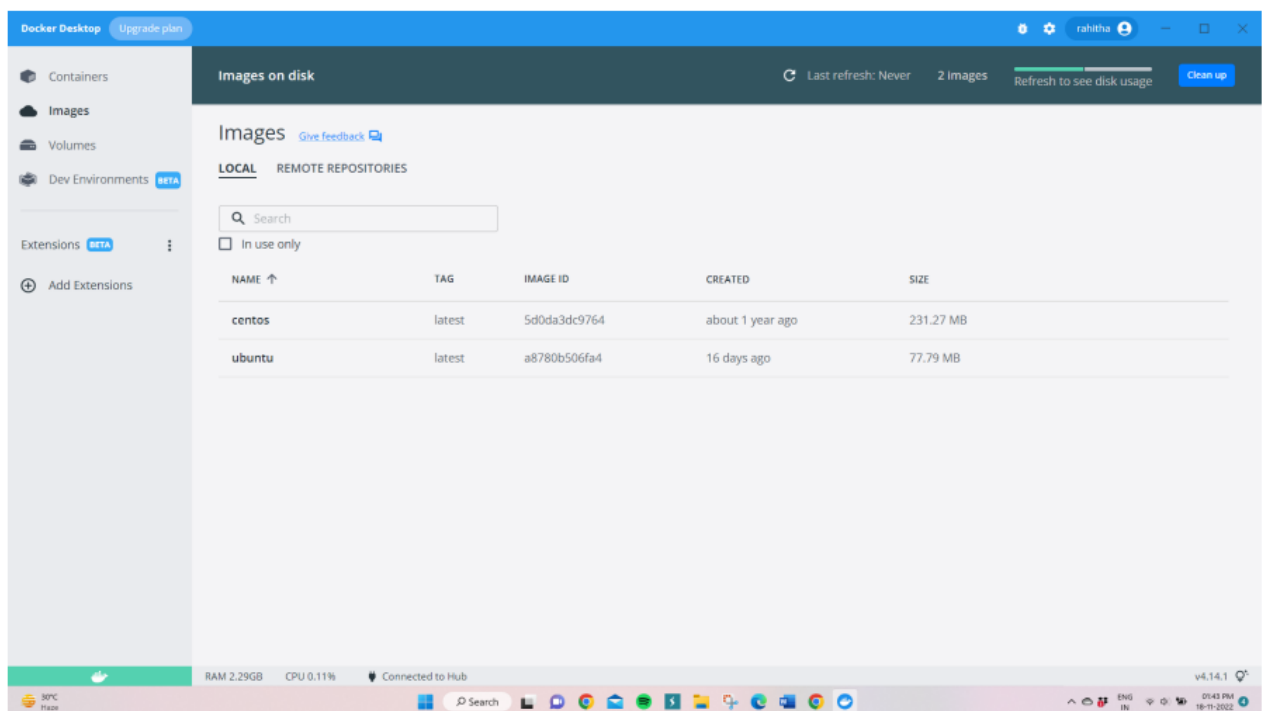 Docker Desktop Upgrade plan rahitha
Containers
Images
Volumes
Dev Environments BETA
Extensions BETA
Add Extensions
Images on disk Last refresh: Never 2 images Refresh to see disk usage Clean up
Images Give feedback
LOCAL REMOTE REPOSITORIES
Search
In use only
NAME TAG IMAGE ID CREATED SIZE
centos latest 5d0da3dc9764 about 1 year ago 231.27 MB
ubuntu latest a8780b506fa4 16 days ago 77.79 MB
RAM 2.29GB CPU 0.11% Connected to Hub v4.14.1
30°C
Haze
Search
ENG
IN
01:43 PM
18-11-2022
4